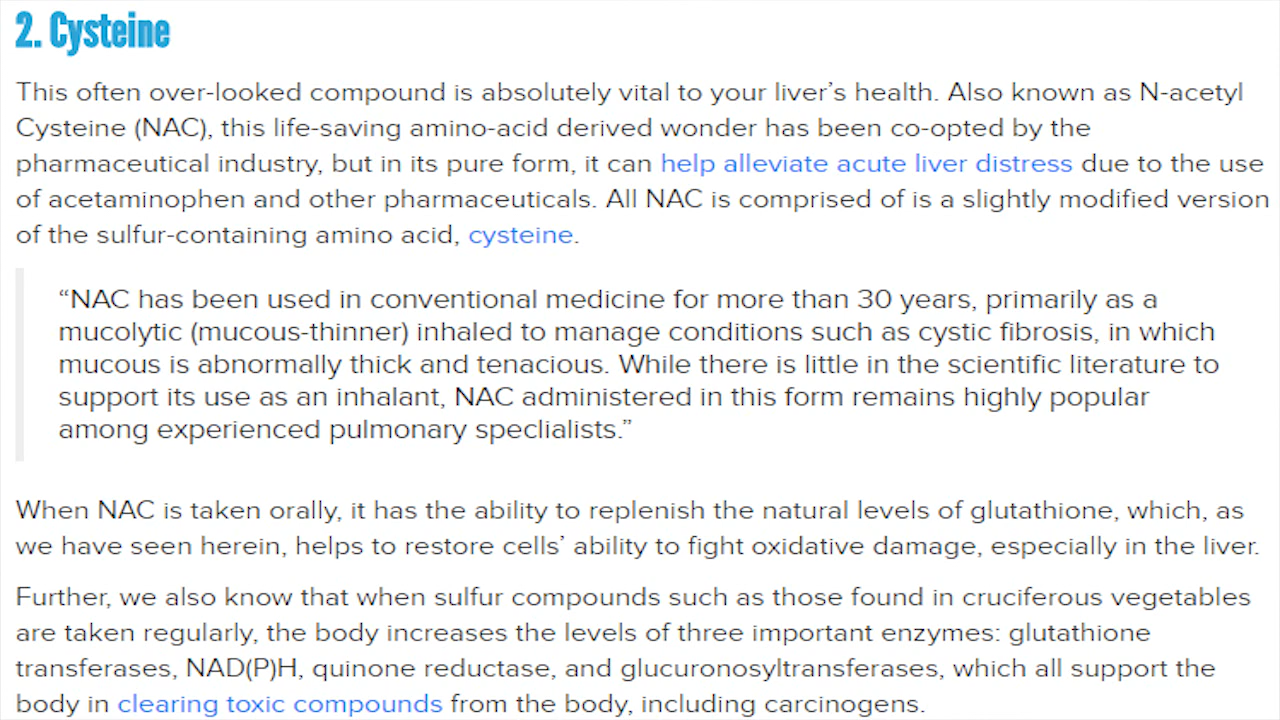 2. Cysteine
This often over-looked compound is absolutely vital to your liver’s health. Also known as N-acetyl
Cysteine (NAC), this life-saving amino-acid derived wonder has been co-opted by the
pharmaceutical industry, but in its pure form, it can help alleviate acute liver distress due to the use
of acetaminophen and other pharmaceuticals. All NAC is comprised of is a slightly modified version
of the sulfur-containing amino acid, cysteine.
“NAC has been used in conventional medicine for more than 30 years, primarily as a
mucolytic (mucous-thinner) inhaled to manage conditions such as cystic fibrosis, in which
mucous is abnormally thick and tenacious. While there is little in the scientific literature to
support its use as an inhalant, NAC administered in this form remains highly popular
among experienced pulmonary speclialists.”
When NAC is taken orally, it has the ability to replenish the natural levels of glutathione, which, as
we have seen herein, helps to restore cells’ ability to fight oxidative damage, especially in the liver.
Further, we also know that when sulfur compounds such as those found in cruciferous vegetables
are taken regularly, the body increases the levels of three important enzymes: glutathione
transferases, NAD(P)H, quinone reductase, and glucuronosyltransferases, which all support the
body in clearing toxic compounds from the body, including carcinogens.